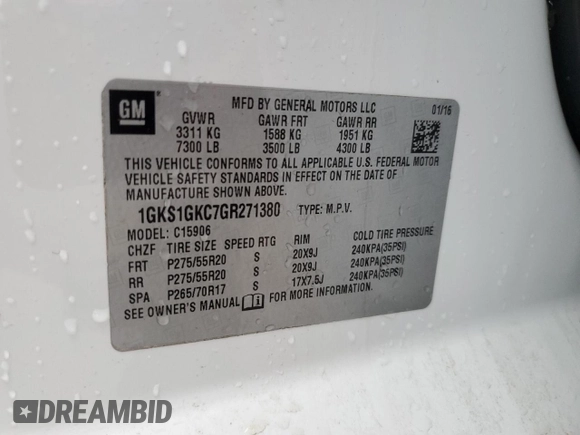 GM
MFD BY GENERAL MOTORS LLC 01/16
GVWR GAWR FRT GAWR RR
3311 KG 1588 KG 1951 KG
7300 LB 3500 LB 4300 LB
THIS VEHICLE CONFORMS TO ALL APPLICABLE U.S. FEDERAL MOTOR
VEHICLE SAFETY STANDARDS IN EFFECT ON THE DATE OF
MANUFACTURE SHOWN ABOVE.
1GKS1GKC7GR271380 TYPE: M.P.V.
MODEL: C15906
CHZF TIRE SIZE SPEED RTG RIM COLD TIRE PRESSURE
FRT P275/55R20 S 20X9J 240KPA(35PSI)
RR P275/55R20 S 20X9J 240KPA(35PSI)
SPA P265/70R17 S 17X7.5J 240KPA(35PSI)
SEE OWNER'S MANUAL FOR MORE INFORMATION.
DREAMBID